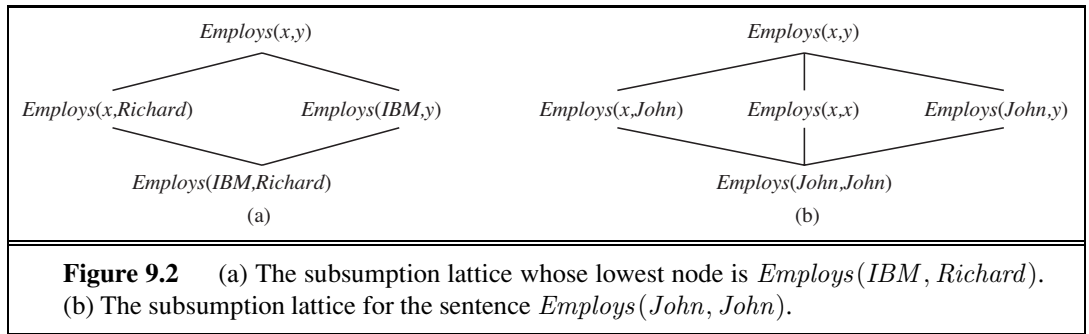 Employs(x,y) Employs(x,y)
Employs(x,Richard) Employs(IBM,y) Employs(x,John) Employs(x,x) Employs(John,y)
Employs(IBM,Richard) Employs(John,John)
(a) (b)
Figure 9.2 (a) The subsumption lattice whose lowest node is Employs(IBM, Richard).
(b) The subsumption lattice for the sentence Employs(John, John).